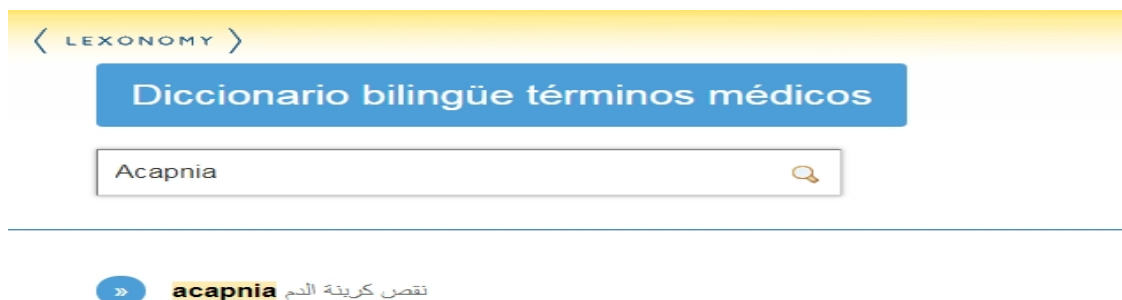 ⟨ LEXONOMY ⟩
Diccionario bilingüe términos médicos
Acapnia
» acapnia نقص كربنة الدم